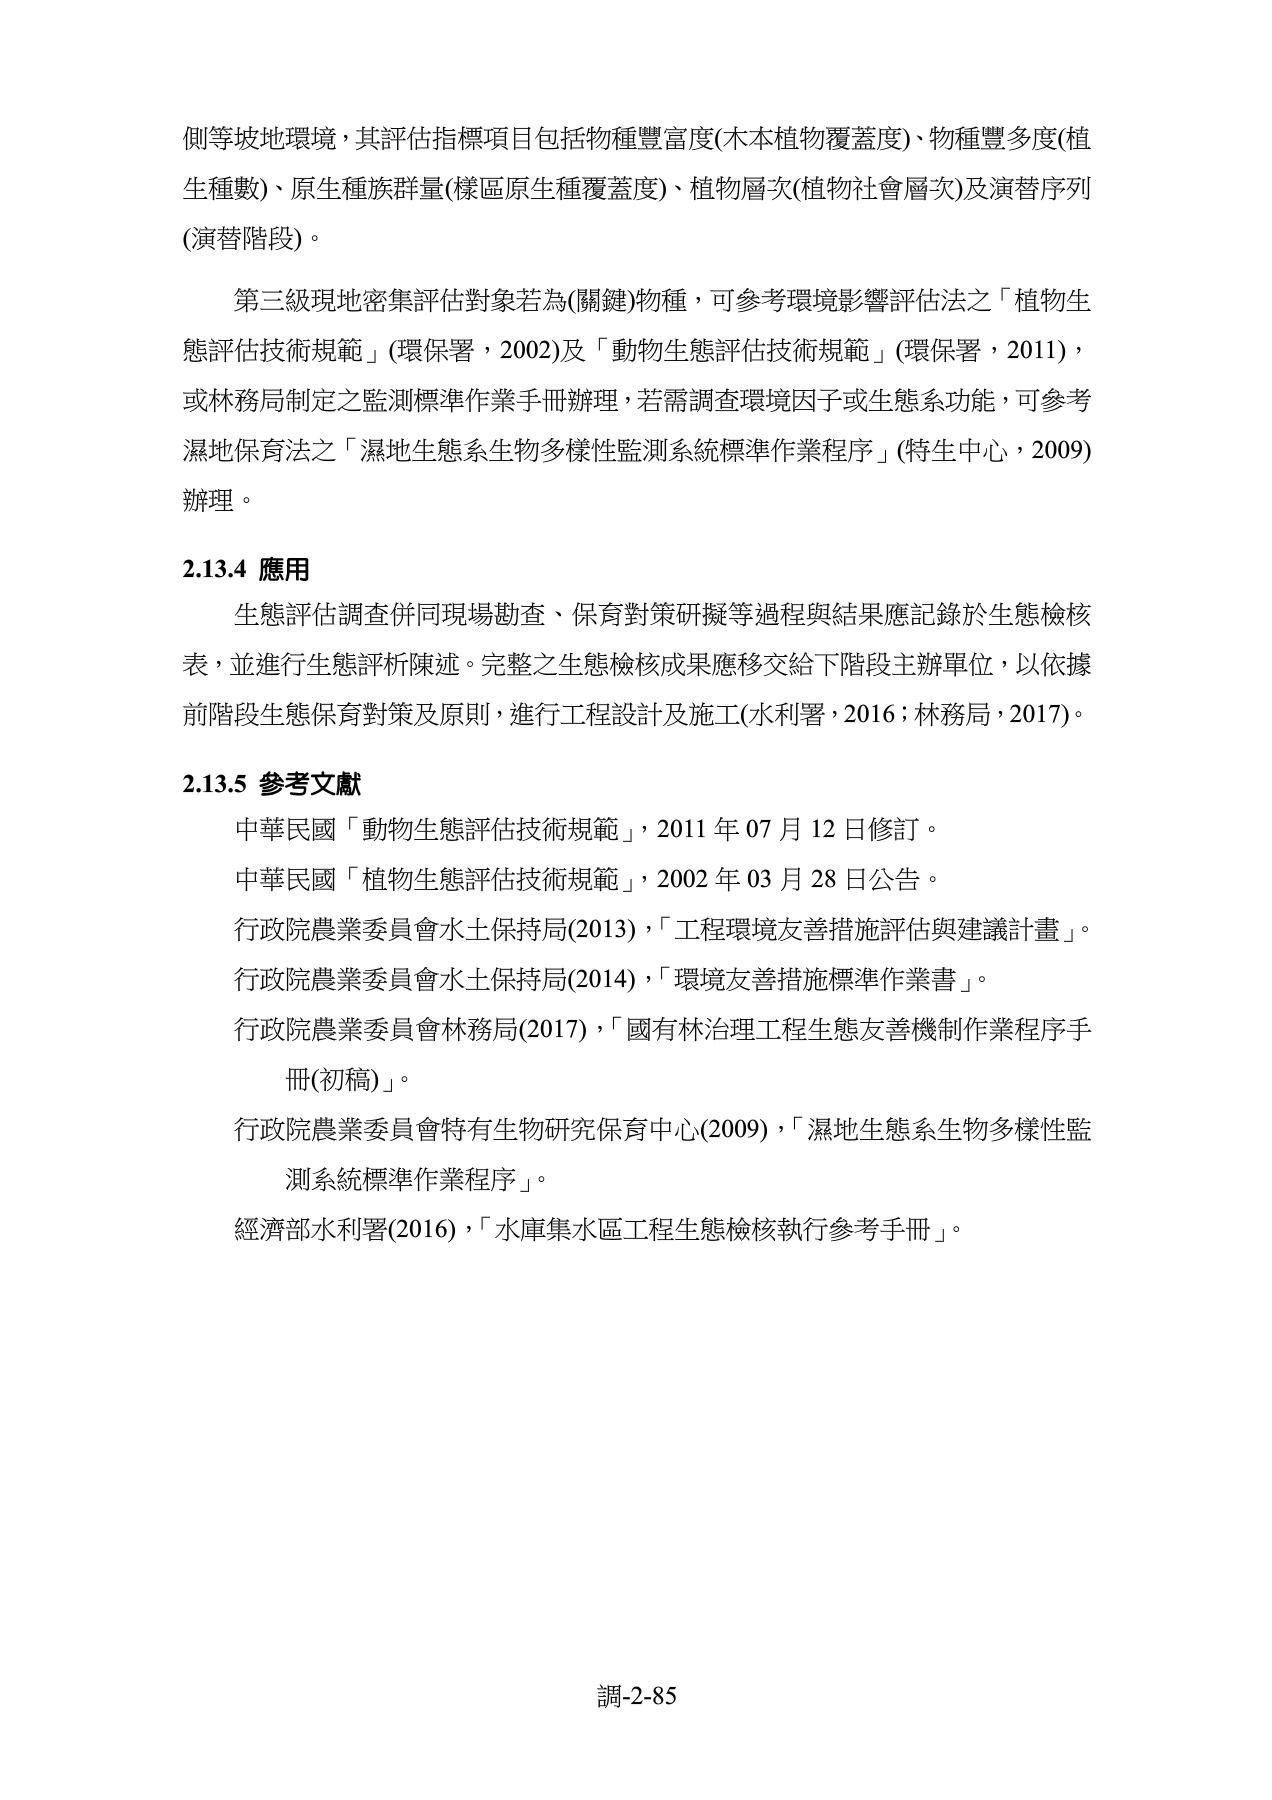 側等坡地環境，其評估指標項目包括物種豐富度(木本植物覆蓋度)、物種豐多度(植
生種數)、原生種族群量(樣區原生種覆蓋度)、植物層次(植物社會層次)及演替序列
(演替階段)。
第三級現地密集評估對象若為(關鍵)物種，可參考環境影響評估法之「植物生
態評估技術規範」(環保署，2002)及「動物生態評估技術規範」(環保署，2011)，
或林務局制定之監測標準作業手冊辦理，若需調查環境因子或生態系功能，可參考
濕地保育法之「濕地生態系生物多樣性監測系統標準作業程序」(特生中心，2009)
辦理。
2.13.4 應用
生態評估調查併同現場勘查、保育對策研擬等過程與結果應記錄於生態檢核
表，並進行生態評析陳述。完整之生態檢核成果應移交給下階段主辦單位，以依據
前階段生態保育對策及原則，進行工程設計及施工(水利署，2016；林務局，2017)。
2.13.5 參考文獻
中華民國「動物生態評估技術規範」，2011 年 07 月 12 日修訂。
中華民國「植物生態評估技術規範」，2002 年 03 月 28 日公告。
行政院農業委員會水土保持局(2013)，「工程環境友善措施評估與建議計畫」。
行政院農業委員會水土保持局(2014)，「環境友善措施標準作業書」。
行政院農業委員會林務局(2017)，「國有林治理工程生態友善機制作業程序手
冊(初稿)」。
行政院農業委員會特有生物研究保育中心(2009)，「濕地生態系生物多樣性監
測系統標準作業程序」。
經濟部水利署(2016)，「水庫集水區工程生態檢核執行參考手冊」。
調-2-85